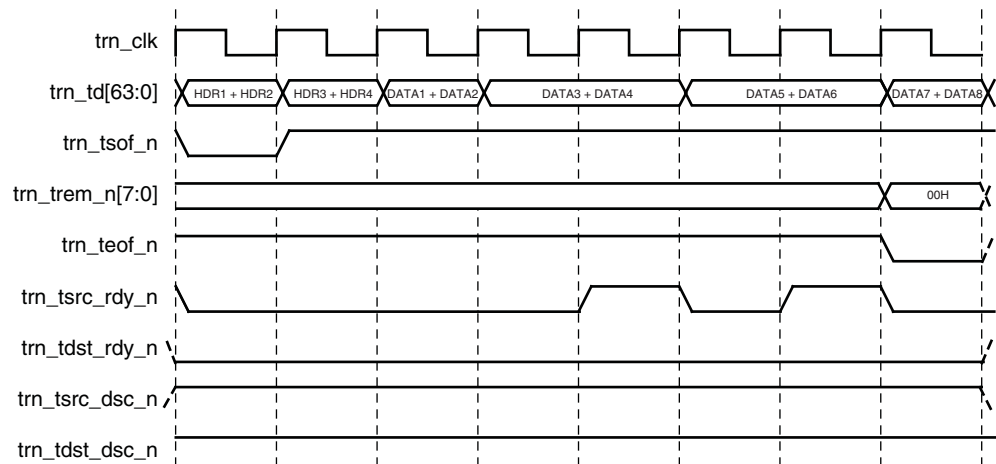 trn_clk
trn_td[63:0]
HDR1 + HDR2
HDR3 + HDR4
DATA1 + DATA2
DATA3 + DATA4
DATA5 + DATA6
DATA7 + DATA8
trn_tsof_n
trn_trem_n[7:0]
00H
trn_teof_n
trn_tsrc_rdy_n
trn_tdst_rdy_n
trn_tsrc_dsc_n
trn_tdst_dsc_n